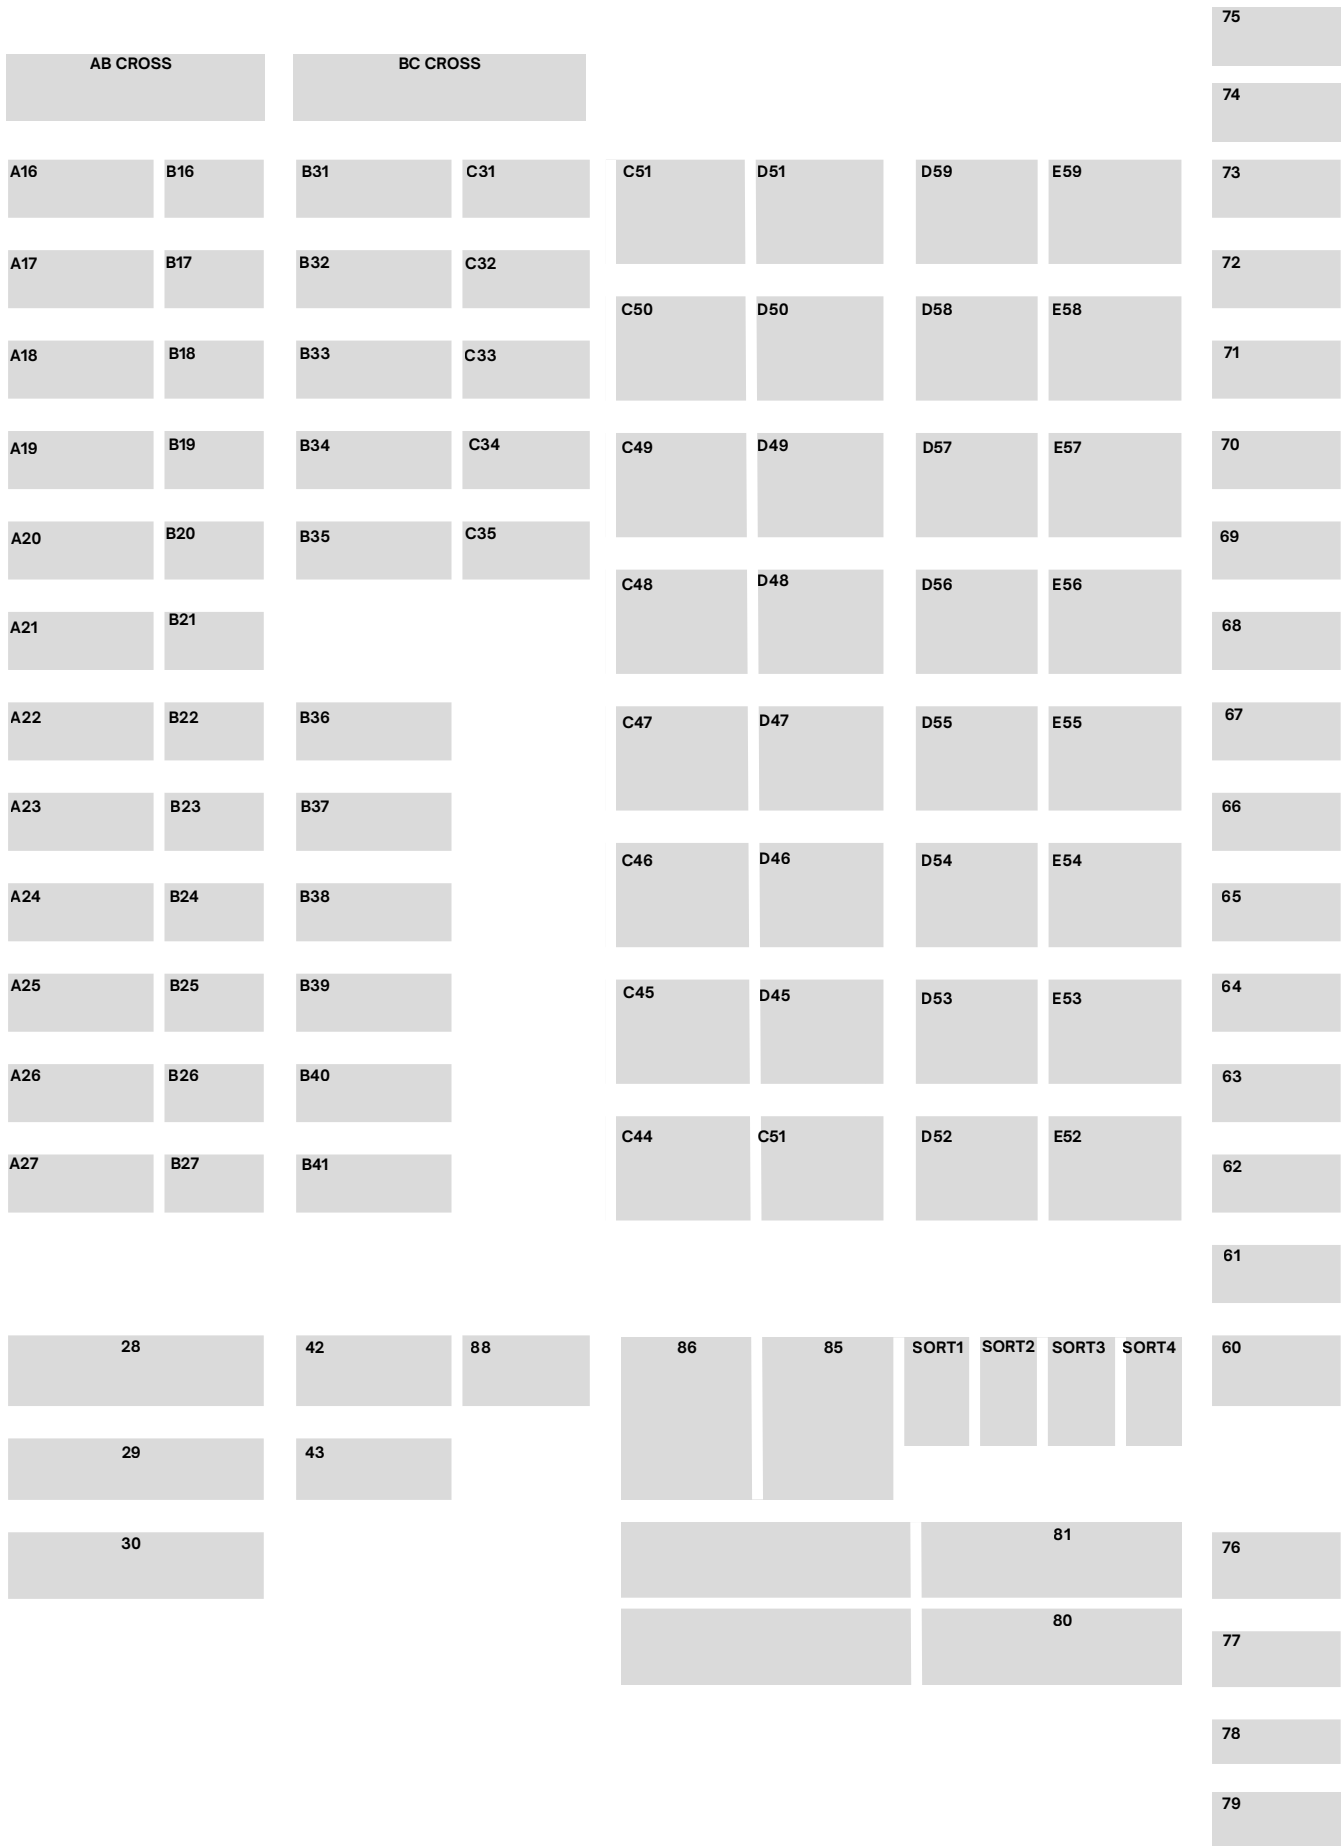 75
AB CROSS BC CROSS
74
A16 B16 B31 C31 C51 D51 D59 E59 73
A17 B17 B32 C32 72
C50 D50 D58 E58
A18 B18 B33 C33 71
A19 B19 B34 C34 C49 D49 D57 E57 70
A20 B20 B35 C35 69
C48 D48 D56 E56
A21 B21 68
A22 B22 B36 C47 D47 D55 E55 67
A23 B23 B37 66
C46 D46 D54 E54
A24 B24 B38 65
A25 B25 B39 C45 D45 D53 E53 64
A26 B26 B40 63
C44 C51 D52 E52
A27 B27 B41 62
61
28 42 88 86 85 SORT1 SORT2 SORT3 SORT4 60
29 43
30 81 76
80
77
78
79